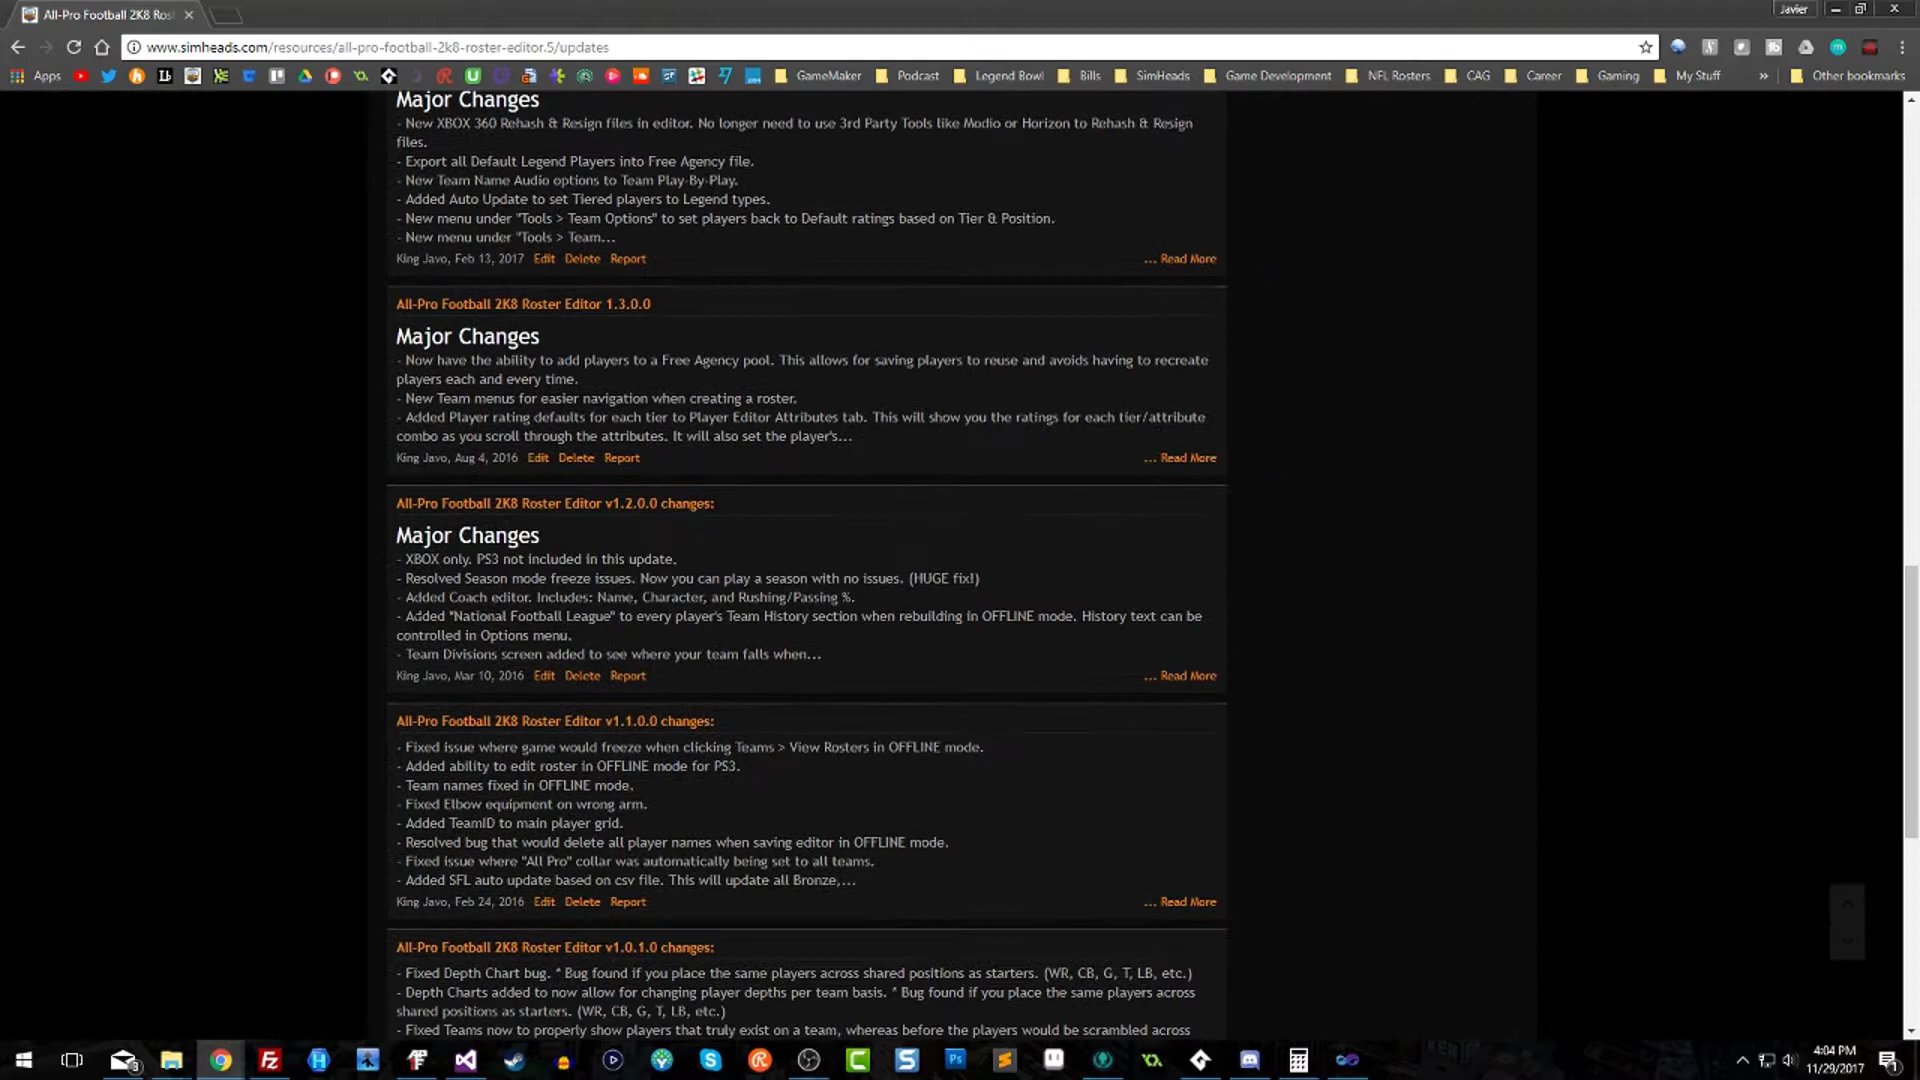 All-Pro Football 2K8 Ros
Javier
www.simheads.com/resources/all-pro-football-2k8-roster-editor.5/updates
Apps GameMaker Podcast Legend Bowl Bills SimHeads Game Development NFL Rosters CAG Career Gaming My Stuff » Other bookmarks
Major Changes
- New XBOX 360 Rehash & Resign files in editor. No longer need to use 3rd Party Tools like Modio or Horizon to Rehash & Resign
files.
- Export all Default Legend Players into Free Agency file.
- New Team Name Audio options to Team Play-By-Play.
- Added Auto Update to set Tiered players to Legend types.
- New menu under "Tools > Team Options" to set players back to Default ratings based on Tier & Position.
- New menu under "Tools > Team...
King Javo, Feb 13, 2017 Edit Delete Report ... Read More
All-Pro Football 2K8 Roster Editor 1.3.0.0
Major Changes
- Now have the ability to add players to a Free Agency pool. This allows for saving players to reuse and avoids having to recreate
players each and every time.
- New Team menus for easier navigation when creating a roster.
- Added Player rating defaults for each tier to Player Editor Attributes tab. This will show you the ratings for each tier/attribute
combo as you scroll through the attributes. It will also set the player's...
King Javo, Aug 4, 2016 Edit Delete Report ... Read More
All-Pro Football 2K8 Roster Editor v1.2.0.0 changes:
Major Changes
- XBOX only. PS3 not included in this update.
- Resolved Season mode freeze issues. Now you can play a season with no issues. (HUGE fix!)
- Added Coach editor. Includes: Name, Character, and Rushing/Passing %.
- Added "National Football League" to every player's Team History section when rebuilding in OFFLINE mode. History text can be
controlled in Options menu.
- Team Divisions screen added to see where your team falls when...
King Javo, Mar 10, 2016 Edit Delete Report ... Read More
All-Pro Football 2K8 Roster Editor v1.1.0.0 changes:
- Fixed issue where game would freeze when clicking Teams > View Rosters in OFFLINE mode.
- Added ability to edit roster in OFFLINE mode for PS3.
- Team names fixed in OFFLINE mode.
- Fixed Elbow equipment on wrong arm.
- Added TeamID to main player grid.
- Resolved bug that would delete all player names when saving editor in OFFLINE mode.
- Fixed issue where "All Pro" collar was automatically being set to all teams.
- Added SFL auto update based on csv file. This will update all Bronze,...
King Javo, Feb 24, 2016 Edit Delete Report ... Read More
All-Pro Football 2K8 Roster Editor v1.0.1.0 changes:
- Fixed Depth Chart bug. * Bug found if you place the same players across shared positions as starters. (WR, CB, G, T, LB, etc.)
- Depth Charts added to now allow for changing player depths per team basis. * Bug found if you place the same players across
shared positions as starters. (WR, CB, G, T, LB, etc.)
- Fixed Teams now to properly show players that truly exist on a team, whereas before the players would be scrambled across
4:04 PM
11/29/2017